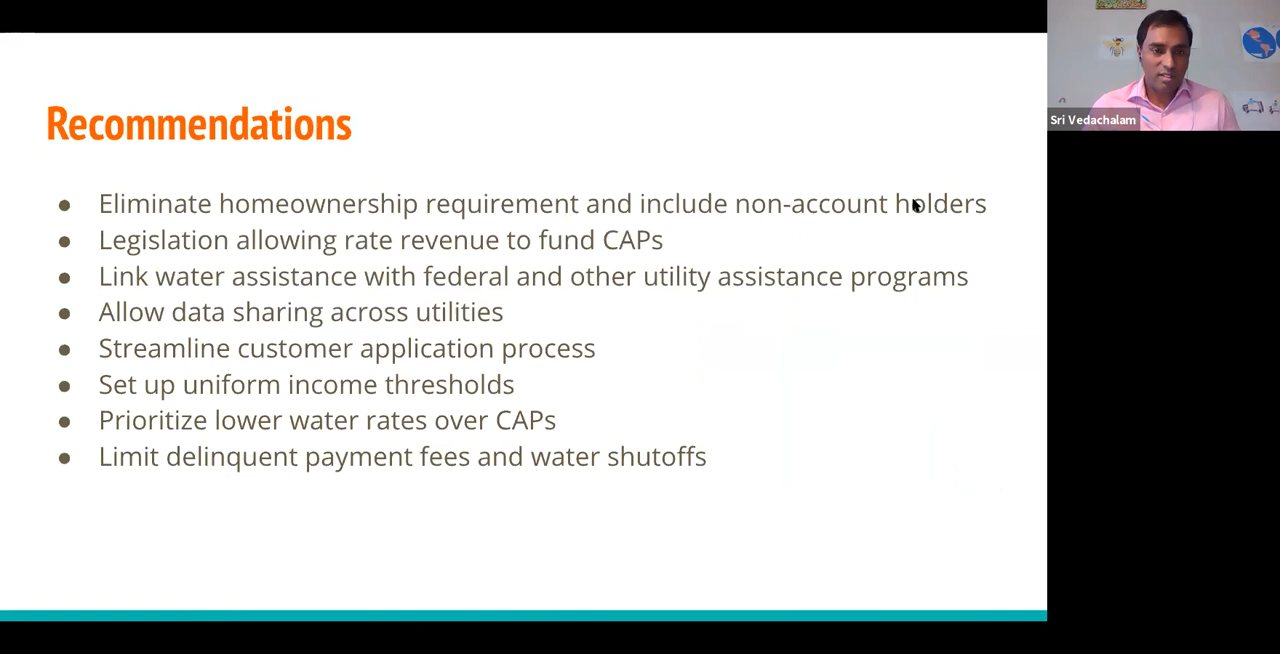 Recommendations
● Eliminate homeownership requirement and include non-account holders
● Legislation allowing rate revenue to fund CAPs
● Link water assistance with federal and other utility assistance programs
● Allow data sharing across utilities
● Streamline customer application process
● Set up uniform income thresholds
● Prioritize lower water rates over CAPs
● Limit delinquent payment fees and water shutoffs
Sri Vedachalam